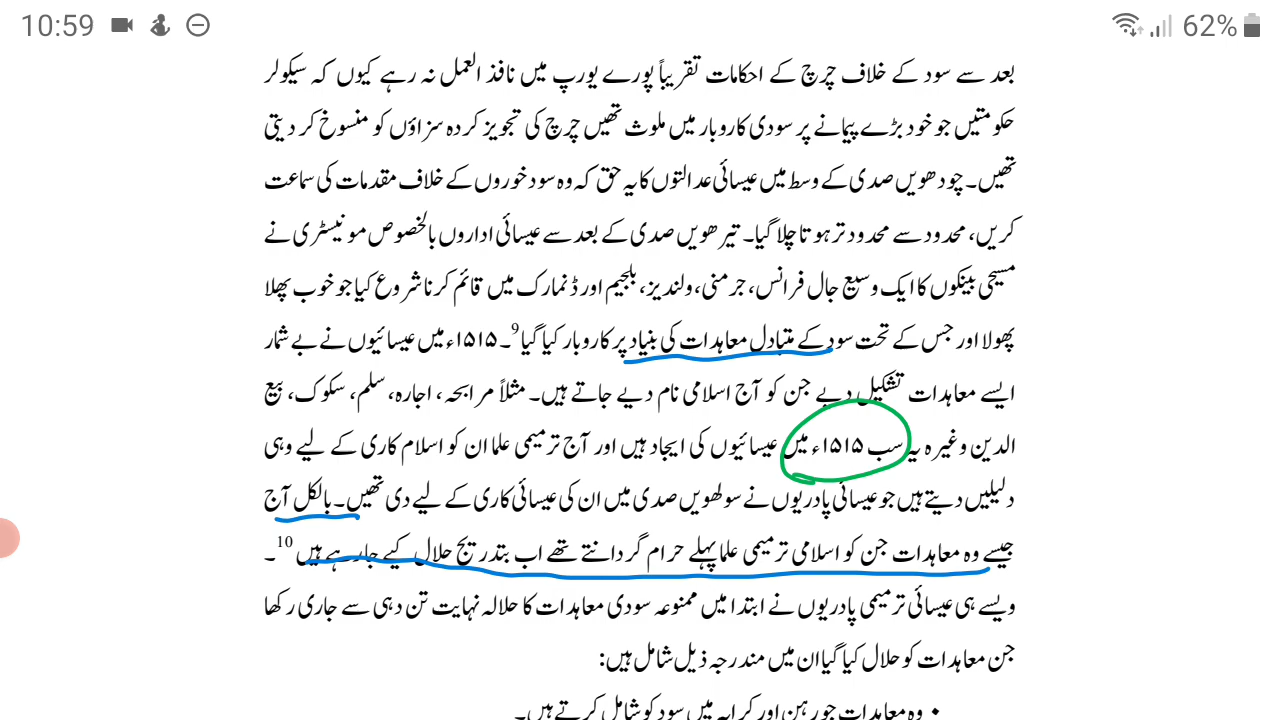 10:59
62%
بعد سے سود کے خلاف چرچ کے احکامات تقریباً پورے یورپ میں نافذ العمل نہ رہے کیوں کہ سیکولر
حکومتیں جو خود بڑے پیمانے پر سودی کاروبار میں ملوث تھیں چرچ کی تجویز کردہ سزاؤں کو منسوخ کر دیتی
تھیں۔ چودھویں صدی کے وسط میں عیسائی عدالتوں کا یہ حق کہ وہ سود خوروں کے خلاف مقدمات کی سماعت
کریں، محدود سے محدود تر ہوتا چلا گیا۔ تیرھویں صدی کے بعد سے عیسائی اداروں بالخصوص مونیسٹری نے
مسیحی بینکوں کا ایک وسیع جال فرانس، جرمنی، ولندیز، بلجیم اور ڈنمارک میں قائم کرنا شروع کیا جو خوب پھلا
پھولا اور جس کے تحت سود کے متبادل معاہدات کی بنیاد پر کاروبار کیا گیا9۔ ۱۵۱۵ء میں عیسائیوں نے بے شمار
ایسے معاہدات تشکیل دیے جن کو آج اسلامی نام دیے جاتے ہیں۔ مثلاً مرابحہ، اجارہ، سلم، سکوک، بیع
الدین وغیرہ یہ سب ۱۵۱۵ء میں عیسائیوں کی ایجاد ہیں اور آج ترمیمی علما ان کو اسلام کاری کے لیے وہی
دلیلیں دیتے ہیں جو عیسائی پادریوں نے سولھویں صدی میں ان کی عیسائی کاری کے لیے دی تھیں۔ بالکل آج
جیسے وہ معاہدات جن کو اسلامی ترمیمی علما پہلے حرام گردانتے تھے اب بتدریج حلال کیے جا رہے ہیں10۔
ویسے ہی عیسائی ترمیمی پادریوں نے ابتدا میں ممنوعہ سودی معاہدات کا حلالہ نہایت تن دہی سے جاری رکھا
جن معاہدات کو حلال کیا گیا ان میں مندرجہ ذیل شامل ہیں:
• وہ معاہدات جو رہن اور کرایہ میں سود کو شامل کرتے ہیں۔